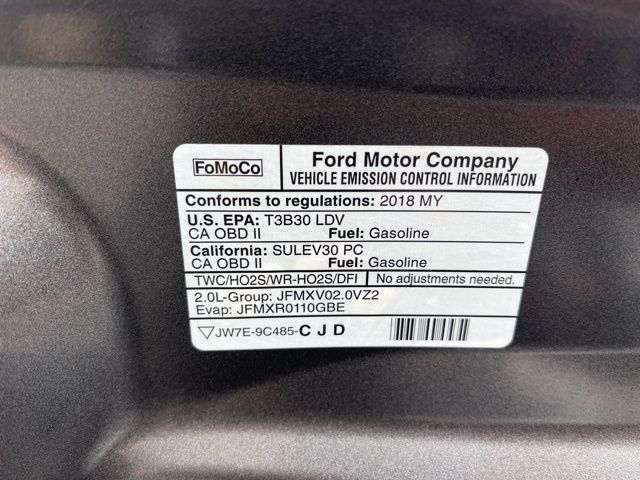 FoMoCo
Ford Motor Company
VEHICLE EMISSION CONTROL INFORMATION
Conforms to regulations: 2018 MY
U.S. EPA: T3B30 LDV
CA OBD II Fuel: Gasoline
California: SULEV30 PC
CA OBD II Fuel: Gasoline
TWC/HO2S/WR-HO2S/DFI No adjustments needed.
2.0L-Group: JFMXV02.0VZ2
Evap: JFMXR0110GBE
JW7E-9C485-C J D